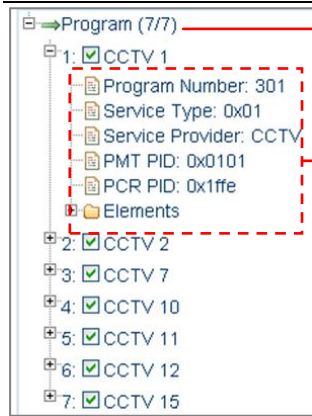 Program (7/7)
1: CCTV 1
Program Number: 301
Service Type: 0x01
Service Provider: CCTV
PMT PID: 0x0101
PCR PID: 0x1ffe
Elements
2: CCTV 2
3: CCTV 7
4: CCTV 10
5: CCTV 11
6: CCTV 12
7: CCTV 15